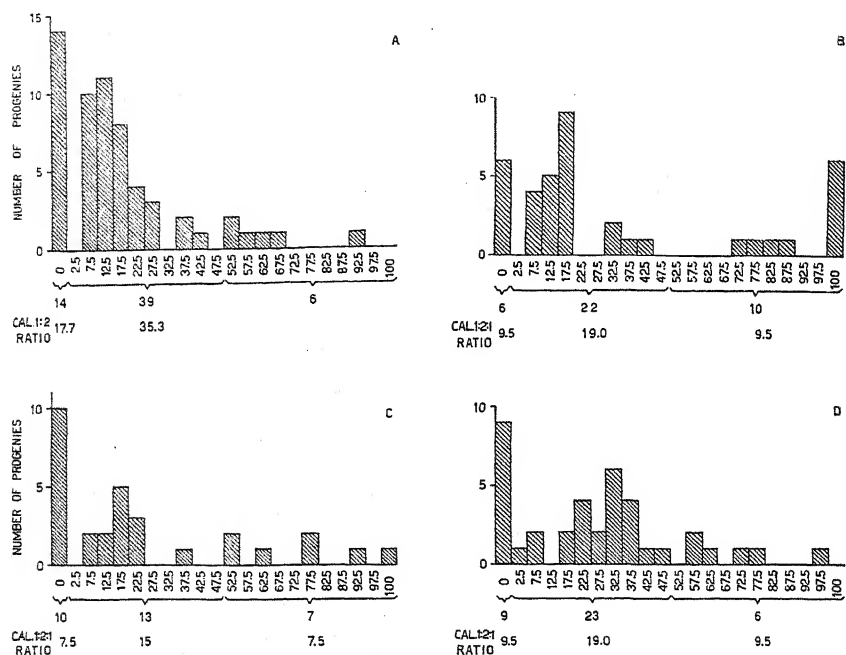 A
NUMBER OF PROGENIES
15
10
5
0
0 2.5 7.5 12.5 17.5 22.5 27.5 32.5 37.5 42.5 47.5 52.5 57.5 62.5 67.5 72.5 77.5 82.5 87.5 92.5 97.5 100
14 39 6
CAL.1:2 RATIO 17.7 35.3
B
10
5
0
0 2.5 7.5 12.5 17.5 22.5 27.5 32.5 37.5 42.5 47.5 52.5 57.5 62.5 67.5 72.5 77.5 82.5 87.5 92.5 97.5 100
6 22 10
CAL.1:2:1 RATIO 9.5 19.0 9.5
C
NUMBER OF PROGENIES
10
5
0
0 2.5 7.5 12.5 17.5 22.5 27.5 32.5 37.5 42.5 47.5 52.5 57.5 62.5 67.5 72.5 77.5 82.5 87.5 92.5 97.5 100
10 13 7
CAL.1:2:1 RATIO 7.5 15 7.5
D
10
5
0
0 2.5 7.5 12.5 17.5 22.5 27.5 32.5 37.5 42.5 47.5 52.5 57.5 62.5 67.5 72.5 77.5 82.5 87.5 92.5 97.5 100
9 23 6
CAL.1:2:1 RATIO 9.5 19.0 9.5